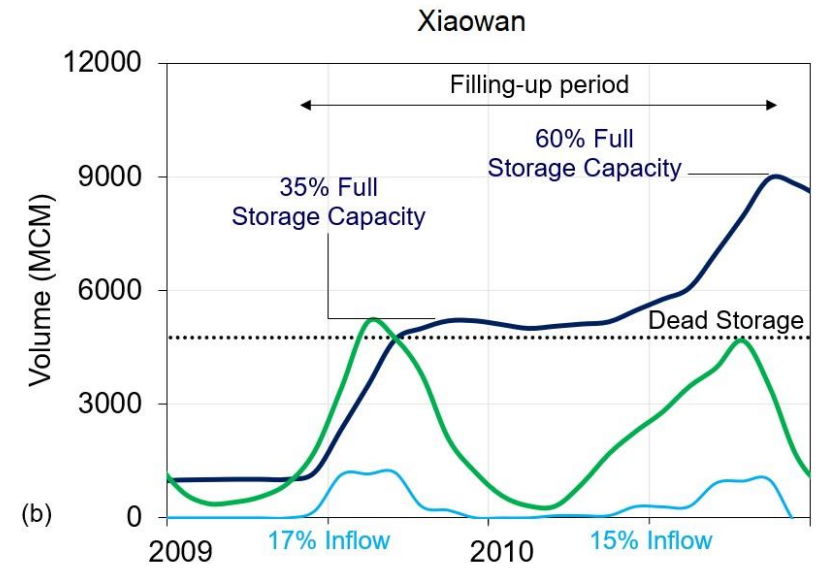 Xiaowan
12000
Filling-up period
60% Full
Storage Capacity
9000
35% Full
Storage Capacity
6000
Dead Storage
Volume (MCM)
3000
(b)
0
17% Inflow
15% Inflow
2009
2010